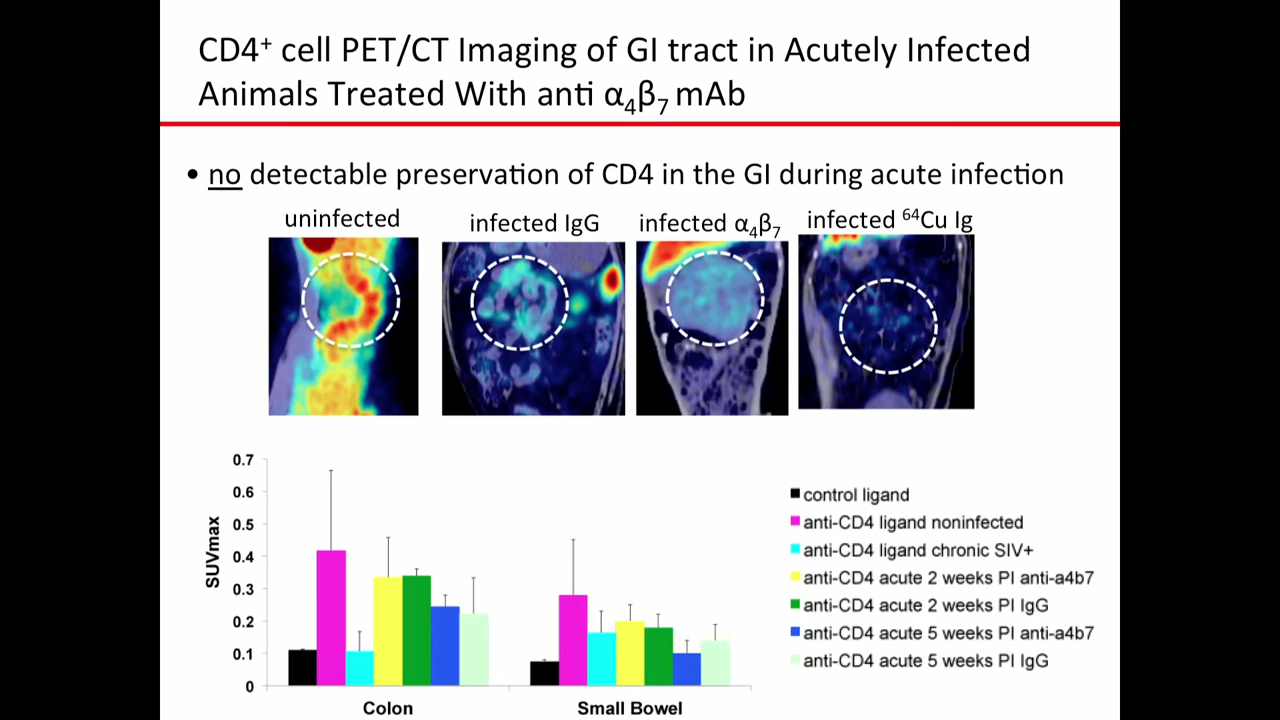 CD4⁺ cell PET/CT Imaging of GI tract in Acutely Infected
Animals Treated With anti α₄β₇ mAb
• no detectable preservation of CD4 in the GI during acute infection
uninfected
infected IgG
infected α₄β₇
infected ⁶⁴Cu Ig
SUVmax
0.7
0.6
0.5
0.4
0.3
0.2
0.1
0
Colon
Small Bowel
control ligand
anti-CD4 ligand noninfected
anti-CD4 ligand chronic SIV+
anti-CD4 acute 2 weeks PI anti-a4b7
anti-CD4 acute 2 weeks PI IgG
anti-CD4 acute 5 weeks PI anti-a4b7
anti-CD4 acute 5 weeks PI IgG